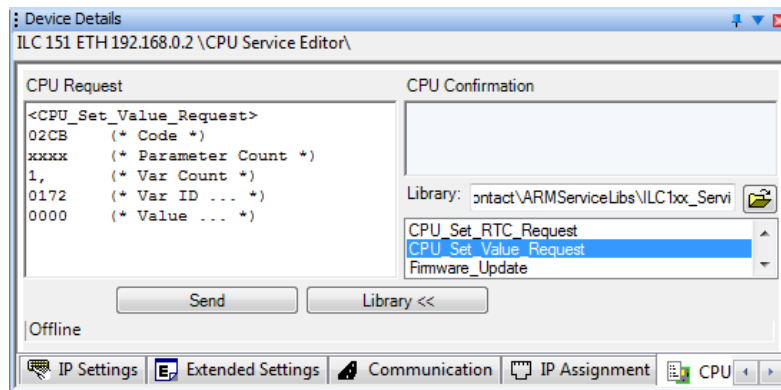 Device Details
ILC 151 ETH 192.168.0.2 \CPU Service Editor\
CPU Request
<CPU_Set_Value_Request>
02CB (* Code *)
xxxx (* Parameter Count *)
1, (* Var Count *)
0172 (* Var ID ... *)
0000 (* Value ... *)
CPU Confirmation
Library: ontact\ARMServiceLibs\ILC1xx_Servi
CPU_Set_RTC_Request
CPU_Set_Value_Request
Firmware_Update
Send Library <<
Offline
IP Settings Extended Settings Communication IP Assignment CPU